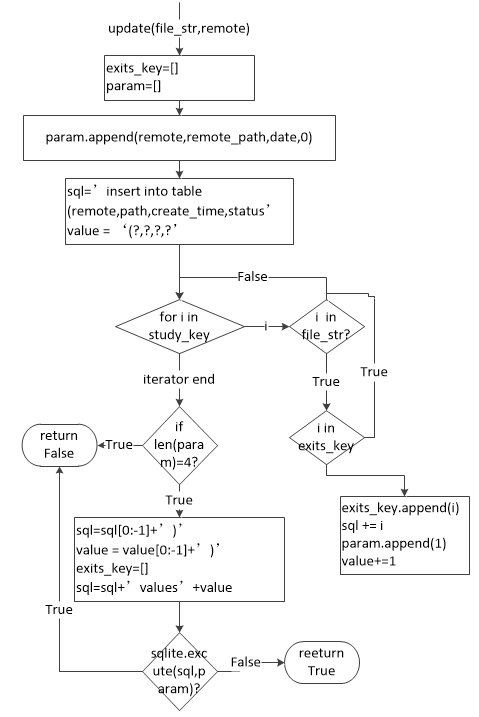 update(file_str,remote)
exits_key=[]
param=[]
param.append(remote,remote_path,date,0)
sql=’ insert into table
(remote,path,create_time,status’
value = ‘(?,?,?,?’
False
for i in
study_key
i
i in
file_str?
True
True
iterator end
i in
exits_key
return
False
True
if
len(para
m)=4?
True
exits_key.append(i)
sql += i
param.append(1)
value+=1
sql=sql[0:-1]+’ )’
value = value[0:-1]+’ )’
exits_key=[]
sql=sql+’ values’ +value
True
sqlite.exc
ute(sql,p
aram)?
False
reeturn
True